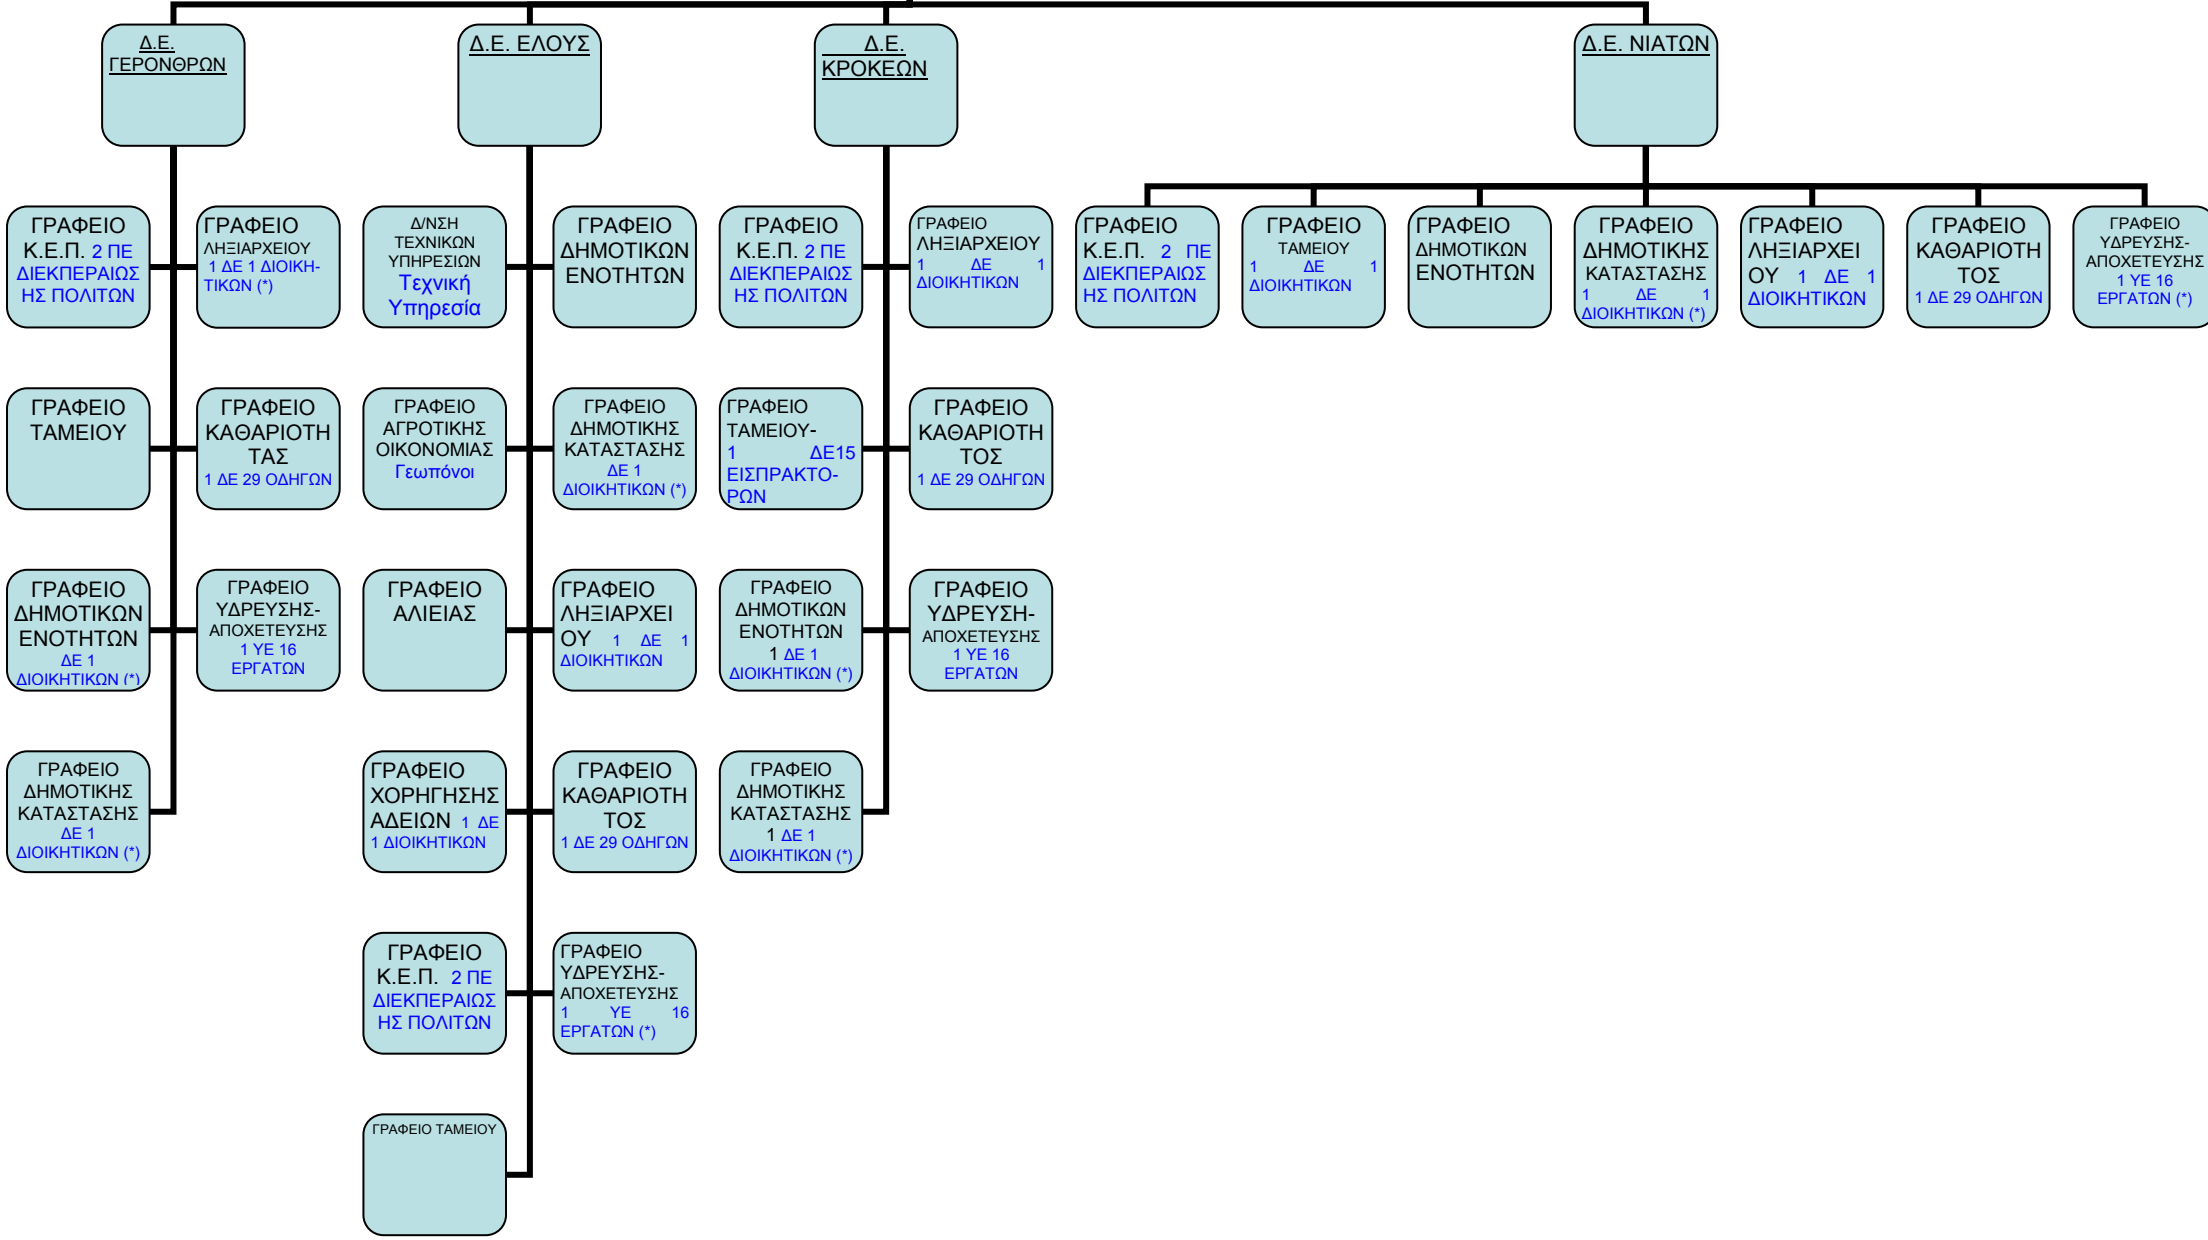 Δ.Ε.
ΓΕΡΟΝΘΡΩΝ
Δ.Ε. ΕΛΟΥΣ
Δ.Ε.
ΚΡΟΚΕΩΝ
Δ.Ε. ΝΙΑΤΩΝ
ΓΡΑΦΕΙΟ
Κ.Ε.Π. 2 ΠΕ
ΔΙΕΚΠΕΡΑΙΩΣ
ΗΣ ΠΟΛΙΤΩΝ
ΓΡΑΦΕΙΟ
ΛΗΞΙΑΡΧΕΙΟΥ
1 ΔΕ 1 ΔΙΟΙΚΗ-
ΤΙΚΩΝ (*)
Δ/ΝΣΗ
ΤΕΧΝΙΚΩΝ
ΥΠΗΡΕΣΙΩΝ
Τεχνική
Υπηρεσία
ΓΡΑΦΕΙΟ
ΔΗΜΟΤΙΚΩΝ
ΕΝΟΤΗΤΩΝ
ΓΡΑΦΕΙΟ
Κ.Ε.Π. 2 ΠΕ
ΔΙΕΚΠΕΡΑΙΩΣ
ΗΣ ΠΟΛΙΤΩΝ
ΓΡΑΦΕΙΟ
ΛΗΞΙΑΡΧΕΙΟΥ
1 ΔΕ 1
ΔΙΟΙΚΗΤΙΚΩΝ
ΓΡΑΦΕΙΟ
Κ.Ε.Π. 2 ΠΕ
ΔΙΕΚΠΕΡΑΙΩΣ
ΗΣ ΠΟΛΙΤΩΝ
ΓΡΑΦΕΙΟ
ΤΑΜΕΙΟΥ
1 ΔΕ 1
ΔΙΟΙΚΗΤΙΚΩΝ
ΓΡΑΦΕΙΟ
ΔΗΜΟΤΙΚΩΝ
ΕΝΟΤΗΤΩΝ
ΓΡΑΦΕΙΟ
ΔΗΜΟΤΙΚΗΣ
ΚΑΤΑΣΤΑΣΗΣ
1 ΔΕ 1
ΔΙΟΙΚΗΤΙΚΩΝ (*)
ΓΡΑΦΕΙΟ
ΛΗΞΙΑΡΧΕΙ
ΟΥ 1 ΔΕ 1
ΔΙΟΙΚΗΤΙΚΩΝ
ΓΡΑΦΕΙΟ
ΚΑΘΑΡΙΟΤΗ
ΤΟΣ
1 ΔΕ 29 ΟΔΗΓΩΝ
ΓΡΑΦΕΙΟ
ΥΔΡΕΥΣΗΣ-
ΑΠΟΧΕΤΕΥΣΗΣ
1 ΥΕ 16
ΕΡΓΑΤΩΝ (*)
ΓΡΑΦΕΙΟ
ΤΑΜΕΙΟΥ
ΓΡΑΦΕΙΟ
ΚΑΘΑΡΙΟΤΗ
ΤΑΣ
1 ΔΕ 29 ΟΔΗΓΩΝ
ΓΡΑΦΕΙΟ
ΑΓΡΟΤΙΚΗΣ
ΟΙΚΟΝΟΜΙΑΣ
Γεωπόνοι
ΓΡΑΦΕΙΟ
ΔΗΜΟΤΙΚΗΣ
ΚΑΤΑΣΤΑΣΗΣ
ΔΕ 1
ΔΙΟΙΚΗΤΙΚΩΝ (*)
ΓΡΑΦΕΙΟ
ΤΑΜΕΙΟΥ-
1 ΔΕ15
ΕΙΣΠΡΑΚΤΟ-
ΡΩΝ
ΓΡΑΦΕΙΟ
ΚΑΘΑΡΙΟΤΗ
ΤΟΣ
1 ΔΕ 29 ΟΔΗΓΩΝ
ΓΡΑΦΕΙΟ
ΔΗΜΟΤΙΚΩΝ
ΕΝΟΤΗΤΩΝ
ΔΕ 1
ΔΙΟΙΚΗΤΙΚΩΝ (*)
ΓΡΑΦΕΙΟ
ΥΔΡΕΥΣΗΣ-
ΑΠΟΧΕΤΕΥΣΗΣ
1 ΥΕ 16
ΕΡΓΑΤΩΝ
ΓΡΑΦΕΙΟ
ΑΛΙΕΙΑΣ
ΓΡΑΦΕΙΟ
ΛΗΞΙΑΡΧΕΙ
ΟΥ 1 ΔΕ 1
ΔΙΟΙΚΗΤΙΚΩΝ
ΓΡΑΦΕΙΟ
ΔΗΜΟΤΙΚΩΝ
ΕΝΟΤΗΤΩΝ
1 ΔΕ 1
ΔΙΟΙΚΗΤΙΚΩΝ (*)
ΓΡΑΦΕΙΟ
ΥΔΡΕΥΣΗ-
ΑΠΟΧΕΤΕΥΣΗΣ
1 ΥΕ 16
ΕΡΓΑΤΩΝ
ΓΡΑΦΕΙΟ
ΔΗΜΟΤΙΚΗΣ
ΚΑΤΑΣΤΑΣΗΣ
ΔΕ 1
ΔΙΟΙΚΗΤΙΚΩΝ (*)
ΓΡΑΦΕΙΟ
ΧΟΡΗΓΗΣΗΣ
ΑΔΕΙΩΝ 1 ΔΕ
1 ΔΙΟΙΚΗΤΙΚΩΝ
ΓΡΑΦΕΙΟ
ΚΑΘΑΡΙΟΤΗ
ΤΟΣ
1 ΔΕ 29 ΟΔΗΓΩΝ
ΓΡΑΦΕΙΟ
ΔΗΜΟΤΙΚΗΣ
ΚΑΤΑΣΤΑΣΗΣ
1 ΔΕ 1
ΔΙΟΙΚΗΤΙΚΩΝ (*)
ΓΡΑΦΕΙΟ
Κ.Ε.Π. 2 ΠΕ
ΔΙΕΚΠΕΡΑΙΩΣ
ΗΣ ΠΟΛΙΤΩΝ
ΓΡΑΦΕΙΟ
ΥΔΡΕΥΣΗΣ-
ΑΠΟΧΕΤΕΥΣΗΣ
1 ΥΕ 16
ΕΡΓΑΤΩΝ (*)
ΓΡΑΦΕΙΟ ΤΑΜΕΙΟΥ